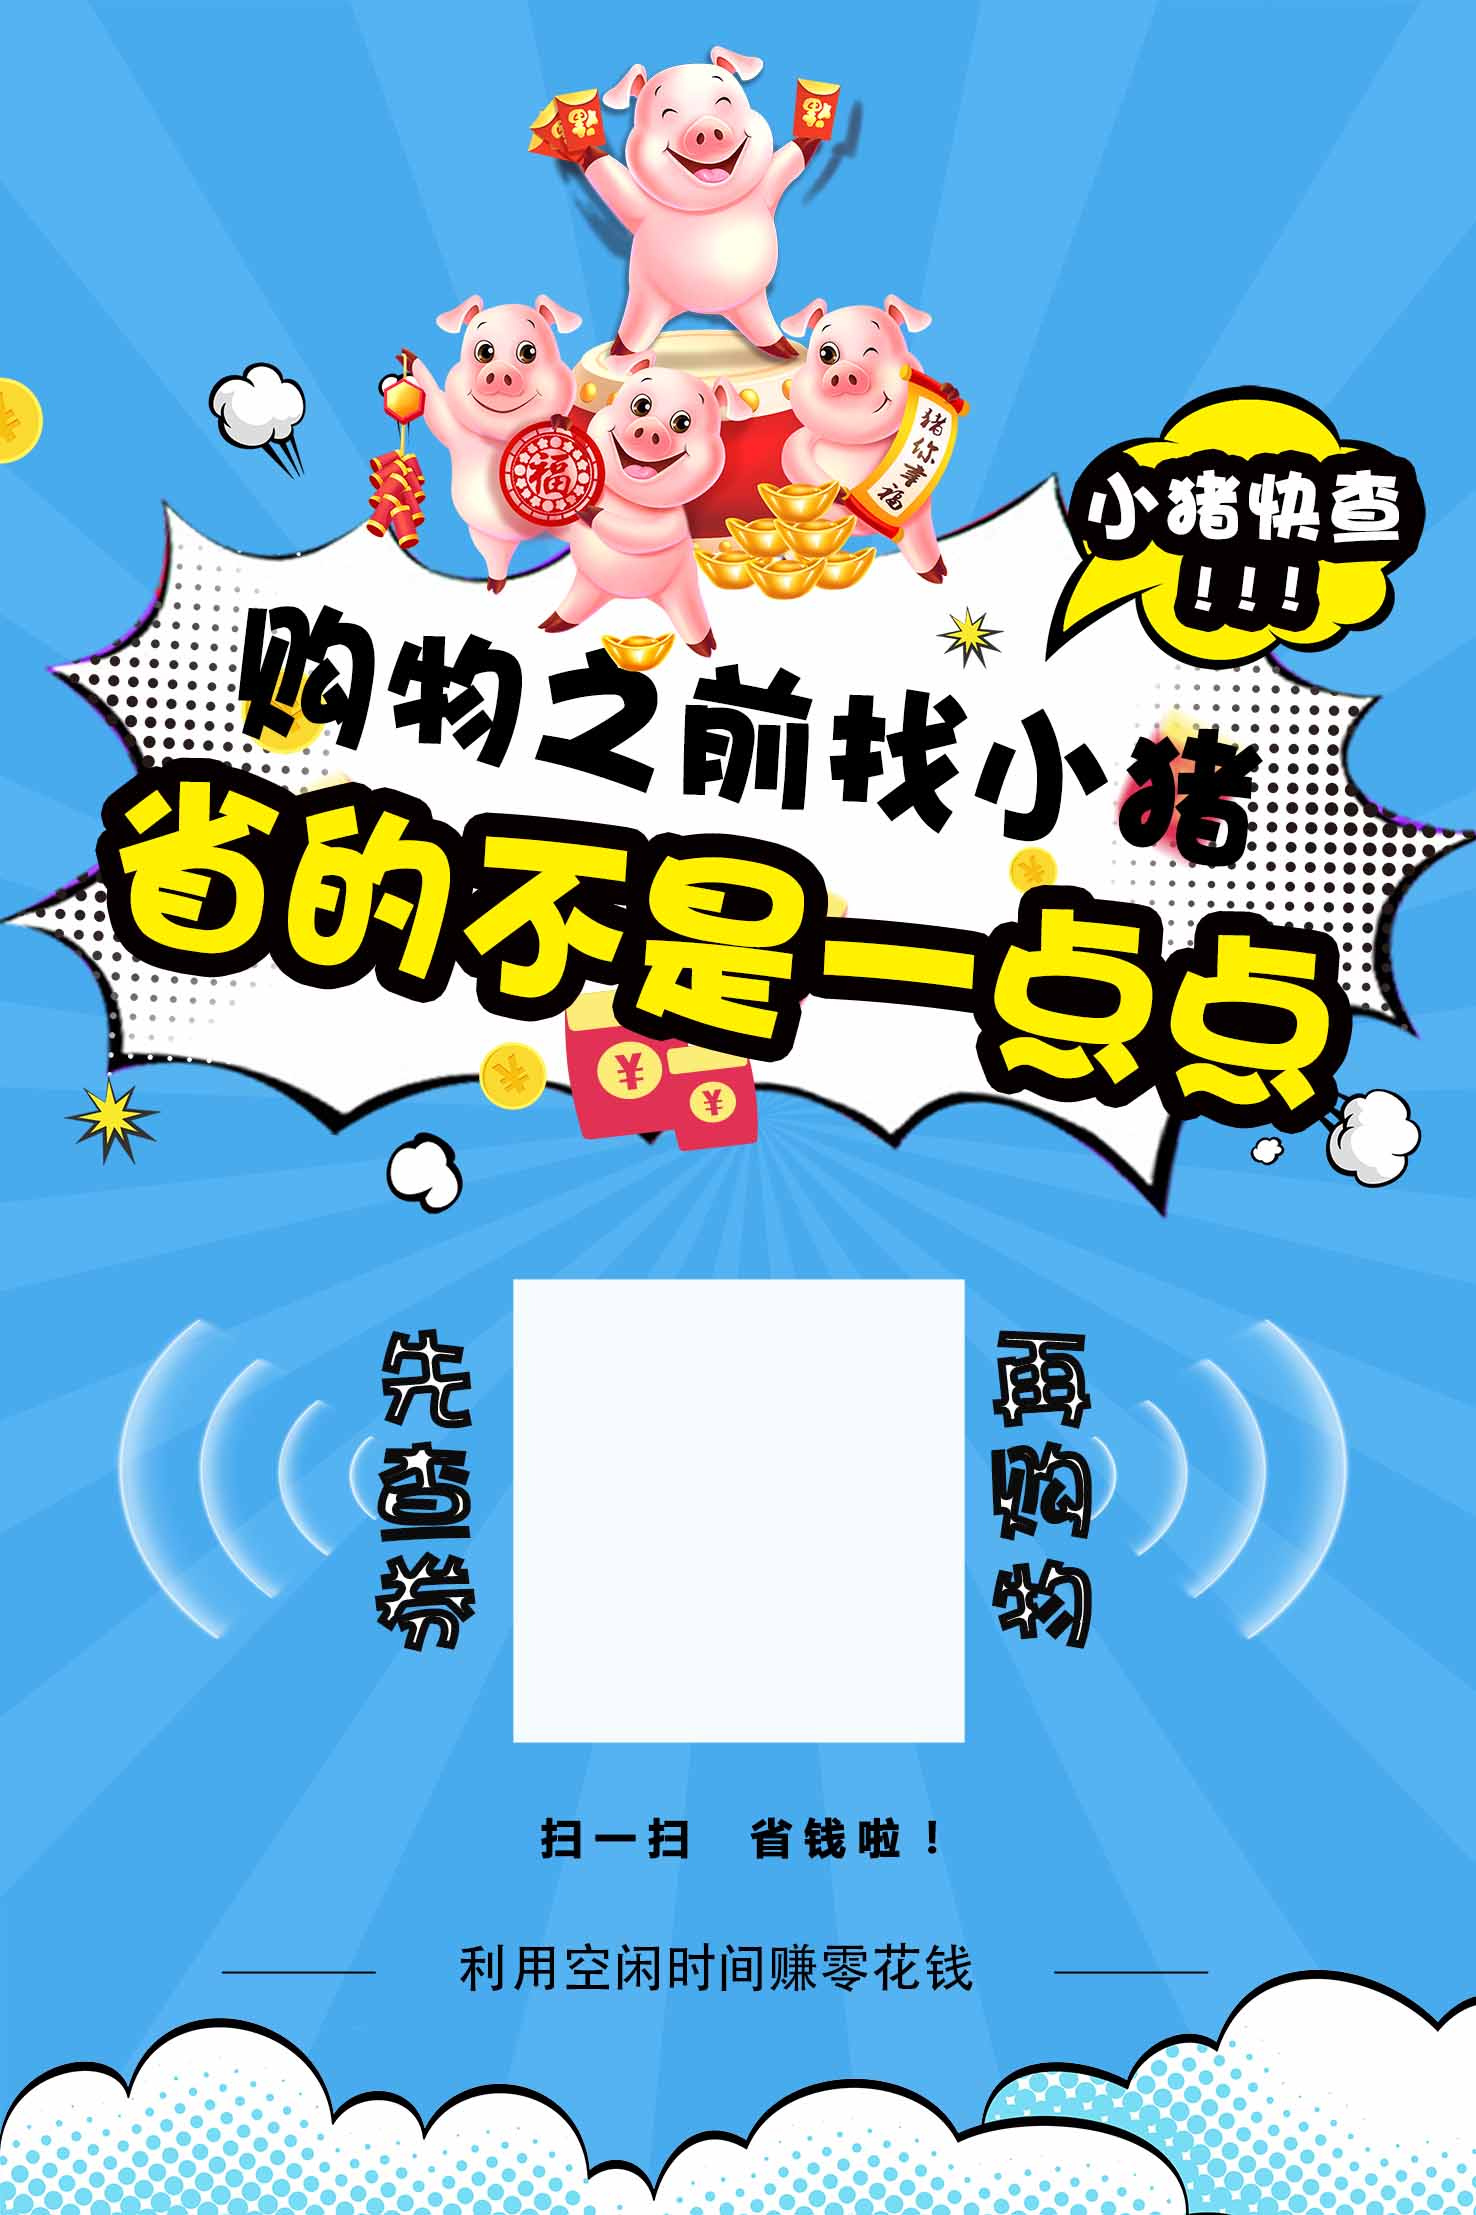 福
猪你幸福
小猪快查
!!!
购物之前找小猪
省的不是一点点
¥
¥
先查券
再购物
扫一扫 省钱啦！
利用空闲时间赚零花钱